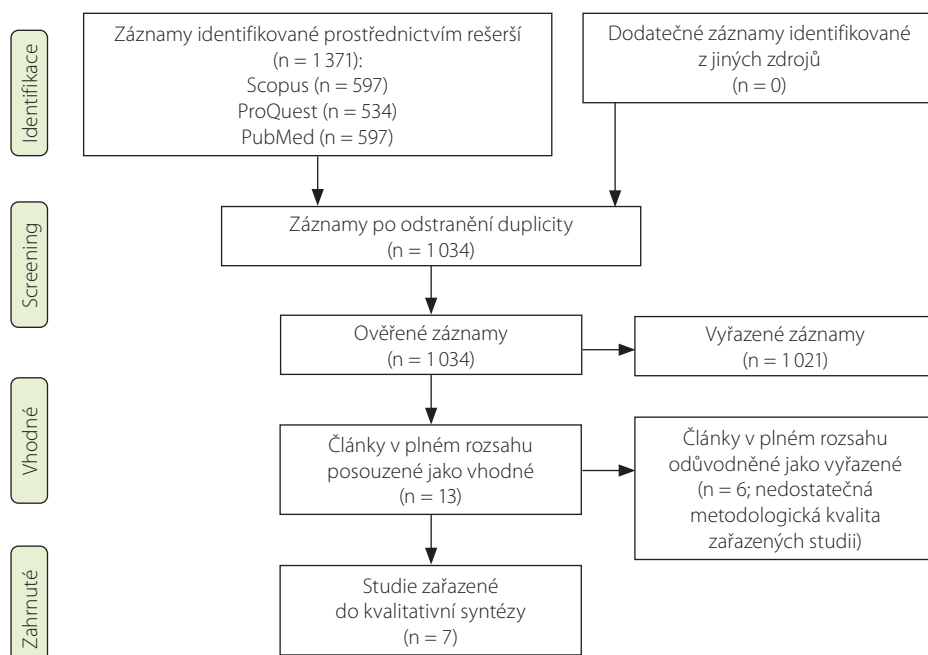 Identifikace
Záznamy identifikované prostřednictvím rešerší
(n = 1 371):
Scopus (n = 597)
ProQuest (n = 534)
PubMed (n = 597)
Dodatečné záznamy identifikované
z jiných zdrojů
(n = 0)
Screening
Záznamy po odstranění duplicity
(n = 1 034)
Ověřené záznamy
(n = 1 034)
Vyřazené záznamy
(n = 1 021)
Vhodné
Články v plném rozsahu
posouzené jako vhodné
(n = 13)
Články v plném rozsahu
odůvodněné jako vyřazené
(n = 6; nedostatečná
metodologická kvalita
zařazených studii)
Zahrnuté
Studie zařazené
do kvalitativní syntézy
(n = 7)